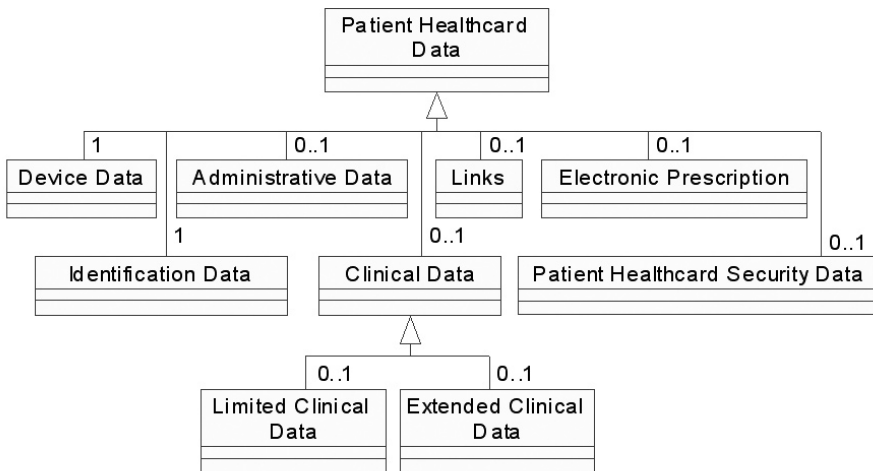 Patient Healthcard
Data
1
0..1
0..1
0..1
Device Data
Administrative Data
Links
Electronic Prescription
1
0..1
0..1
Identification Data
Clinical Data
Patient Healthcard Security Data
0..1
0..1
Limited Clinical
Data
Extended Clinical
Data